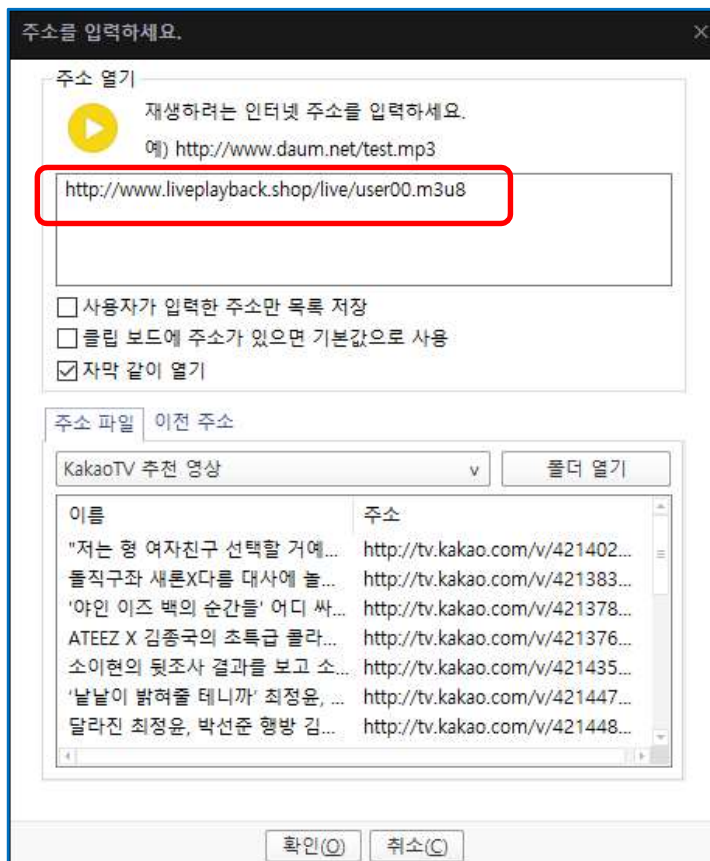 주소를 입력하세요.
주소 열기
재생하려는 인터넷 주소를 입력하세요.
예) http://www.daum.net/test.mp3
http://www.liveplayback.shop/live/user00.m3u8
사용자가 입력한 주소만 목록 저장
클립 보드에 주소가 있으면 기본값으로 사용
자막 같이 열기
주소 파일 이전 주소
KakaoTV 추천 영상 v 폴더 열기
이름 주소
"저는 형 여자친구 선택할 거예... http://tv.kakao.com/v/421402...
돌직구좌 새론X다름 대사에 놀... http://tv.kakao.com/v/421383...
'야인 이즈 백의 순간들' 어디 싸... http://tv.kakao.com/v/421378...
ATEEZ X 김종국의 초특급 콜라... http://tv.kakao.com/v/421376...
소이현의 뒷조사 결과를 보고 소... http://tv.kakao.com/v/421435...
'낱낱이 밝혀줄 테니까' 최정윤, ... http://tv.kakao.com/v/421447...
달라진 최정윤, 박선준 행방 김... http://tv.kakao.com/v/421448...
확인(O) 취소(C)